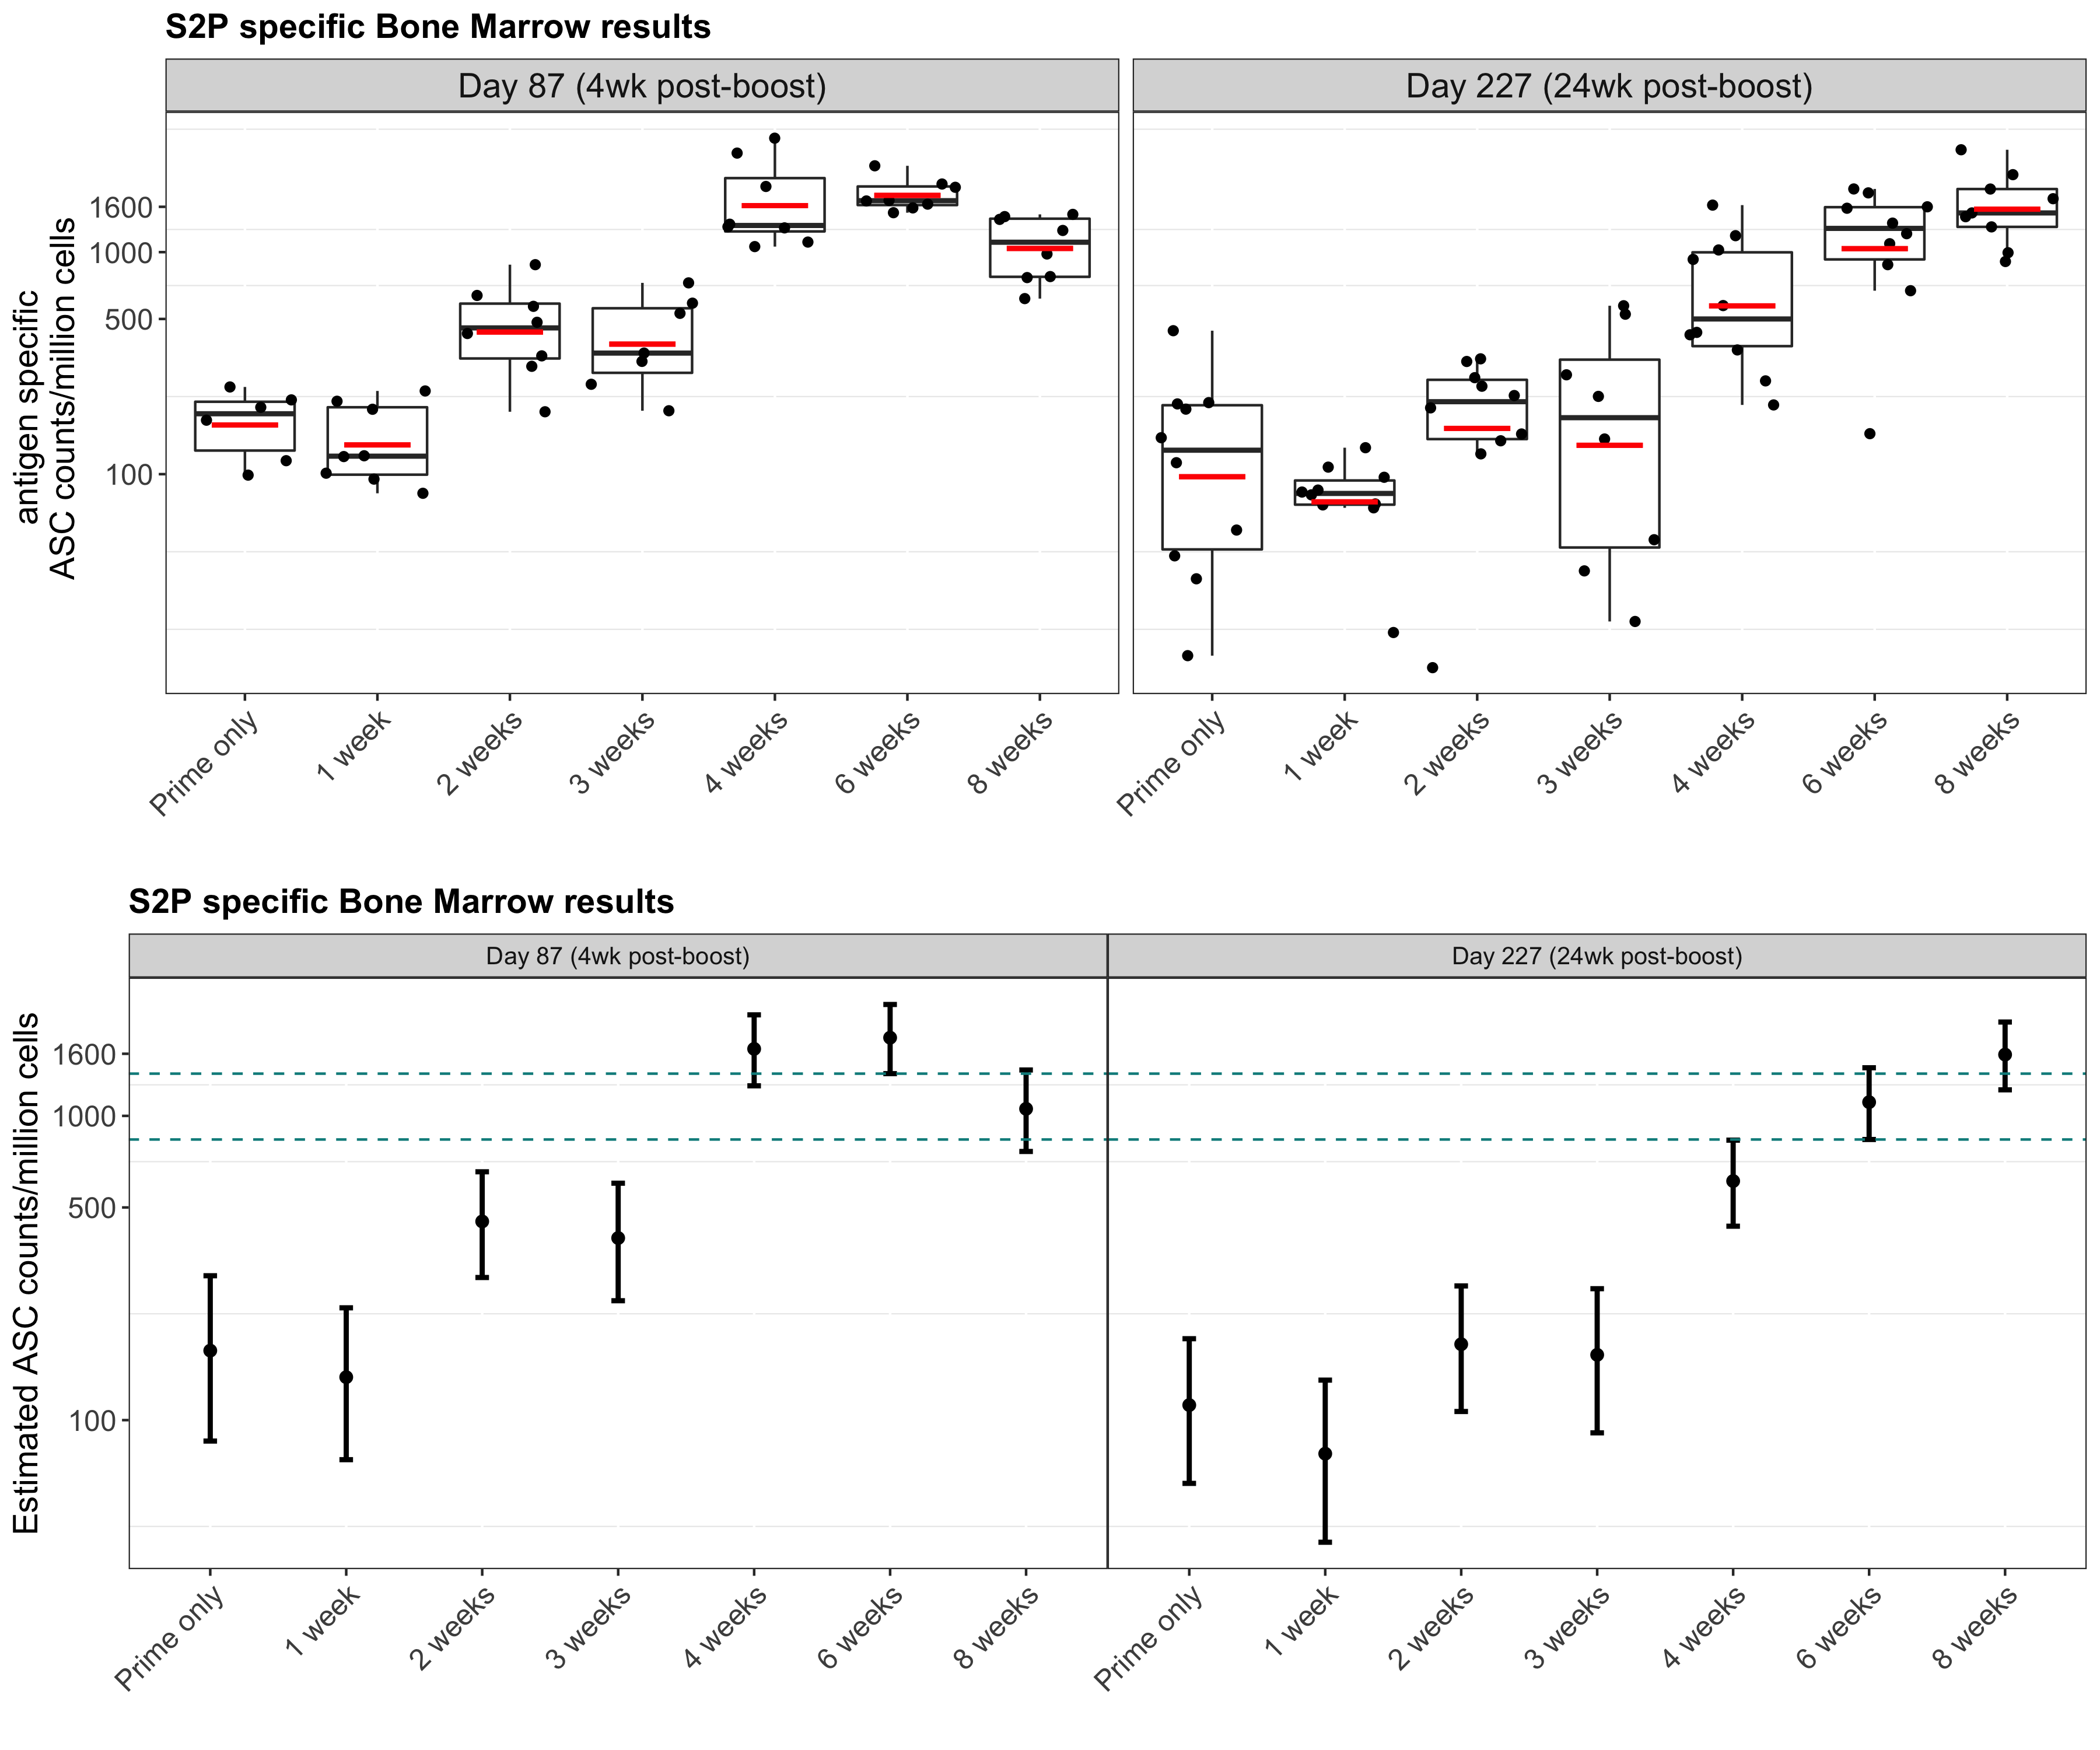 S2P specific Bone Marrow results
Day 87 (4wk post-boost)
Day 227 (24wk post-boost)
antigen specific
ASC counts/million cells
1600
1000
500
100
Prime only
1 week
2 weeks
3 weeks
4 weeks
6 weeks
8 weeks
Prime only
1 week
2 weeks
3 weeks
4 weeks
6 weeks
8 weeks
S2P specific Bone Marrow results
Day 87 (4wk post-boost)
Day 227 (24wk post-boost)
Estimated ASC counts/million cells
1600
1000
500
100
Prime only
1 week
2 weeks
3 weeks
4 weeks
6 weeks
8 weeks
Prime only
1 week
2 weeks
3 weeks
4 weeks
6 weeks
8 weeks